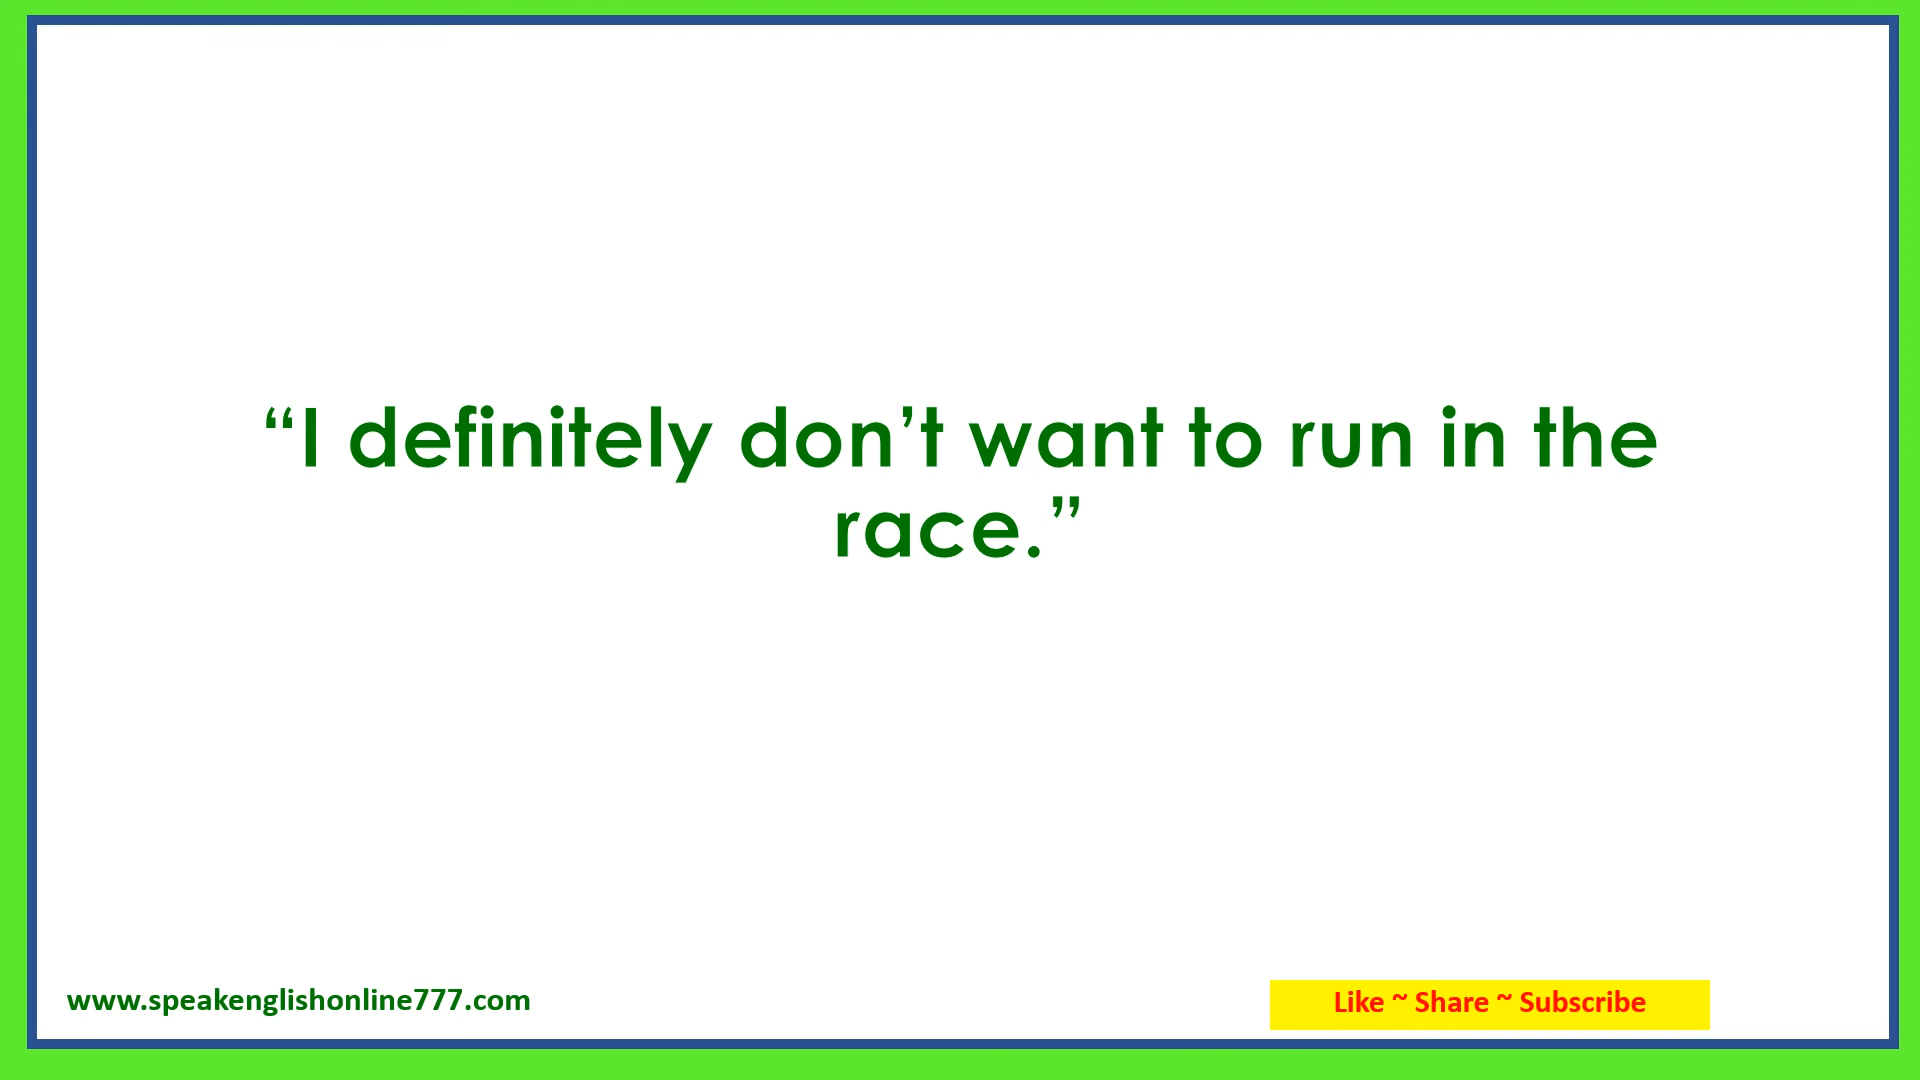 “I definitely don’t want to run in the
race.”
www.speakenglishonline777.com
Like ~ Share ~ Subscribe